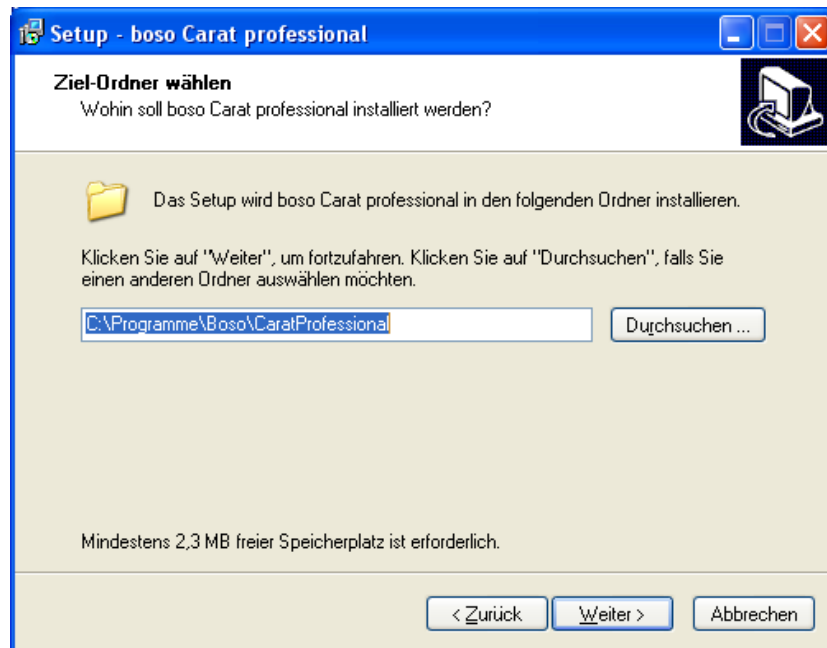 Setup - boso Carat professional
Ziel-Ordner wählen
Wohin soll boso Carat professional installiert werden?
Das Setup wird boso Carat professional in den folgenden Ordner installieren.
Klicken Sie auf "Weiter", um fortzufahren. Klicken Sie auf "Durchsuchen", falls Sie
einen anderen Ordner auswählen möchten.
C:\Programme\Boso\CaratProfessional
Durchsuchen ...
Mindestens 2,3 MB freier Speicherplatz ist erforderlich.
< Zurück
Weiter >
Abbrechen